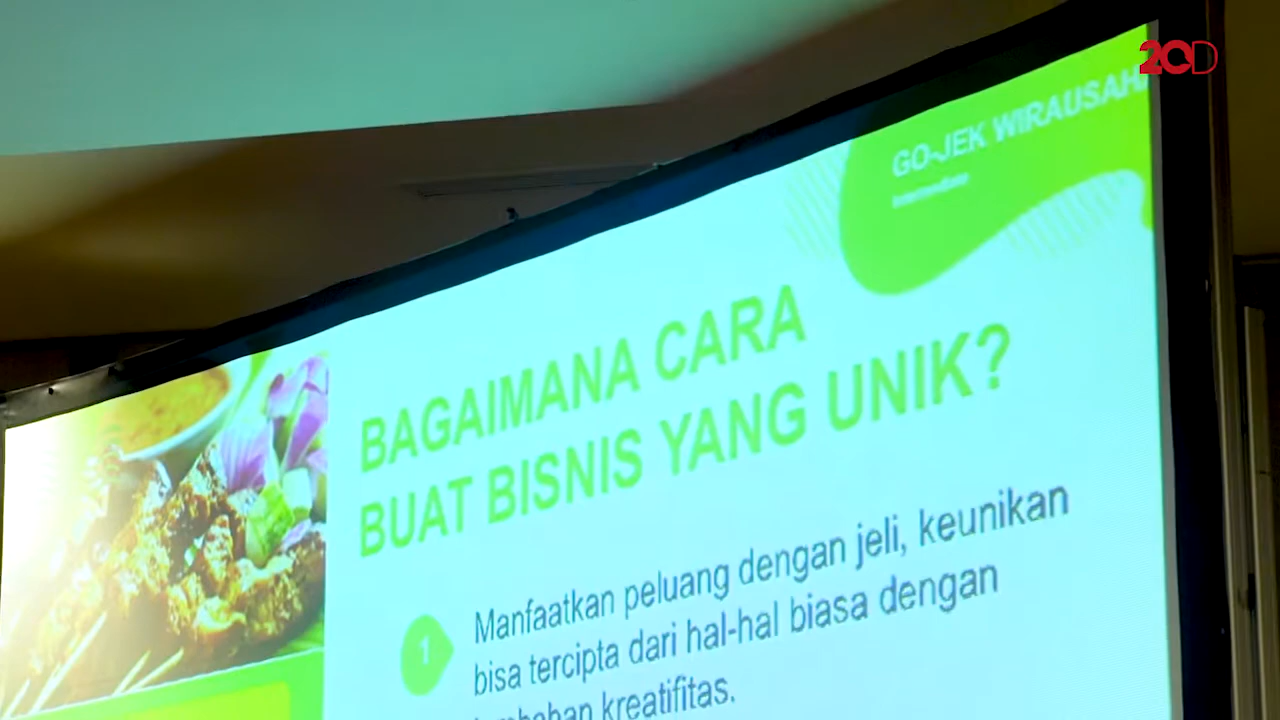 20D
GO-JEK WIRAUSAHA
Intermediate
BAGAIMANA CARA
BUAT BISNIS YANG UNIK?
1
Manfaatkan peluang dengan jeli, keunikan
bisa tercipta dari hal-hal biasa dengan
kreatifitas.